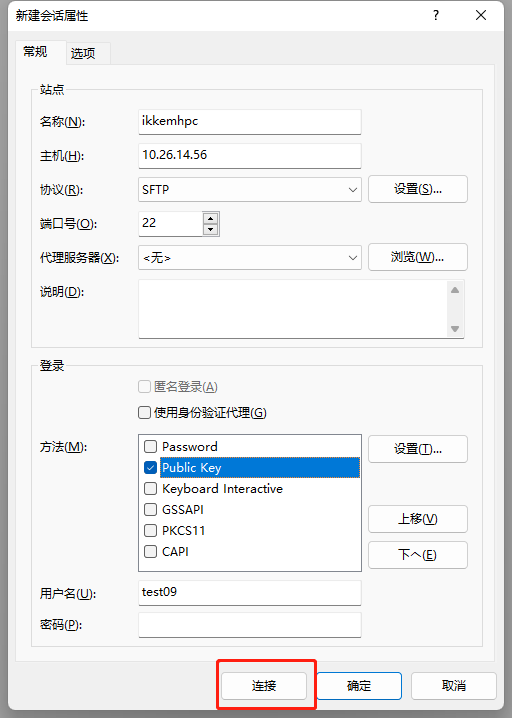 新建会话属性 ?
常规 选项
站点
名称(N): ikkemhpc
主机(H): 10.26.14.56
协议(R): SFTP 设置(S)...
端口号(O): 22
代理服务器(X): <无> 浏览(W)...
说明(D):
登录
匿名登录(A)
使用身份验证代理(G)
方法(M): Password 设置(T)...
Public Key
Keyboard Interactive
GSSAPI
上移(V)
PKCS11
CAPI
下へ(E)
用户名(U): test09
密码(P):
连接 确定 取消